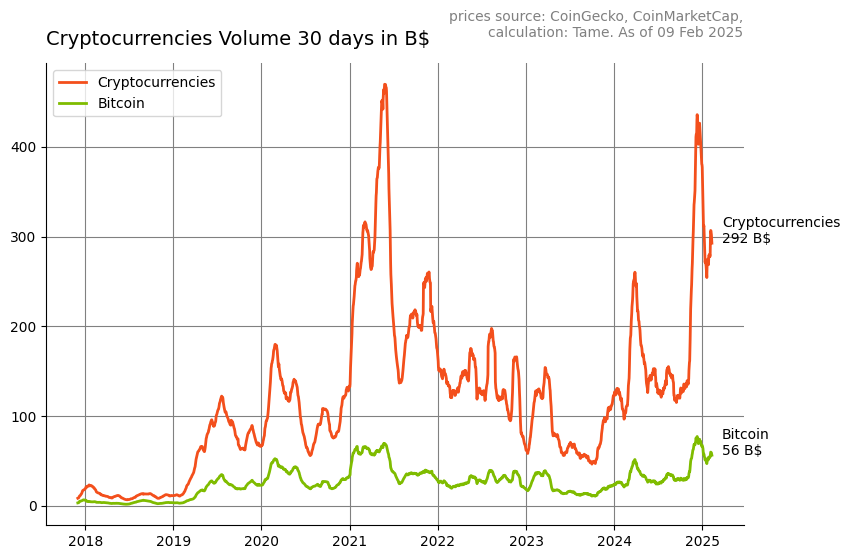 prices source: CoinGecko, CoinMarketCap,
calculation: Tame. As of 09 Feb 2025
Cryptocurrencies Volume 30 days in B$
Cryptocurrencies
Bitcoin
400
300
200
100
0
Cryptocurrencies
292 B$
Bitcoin
56 B$
2018
2019
2020
2021
2022
2023
2024
2025